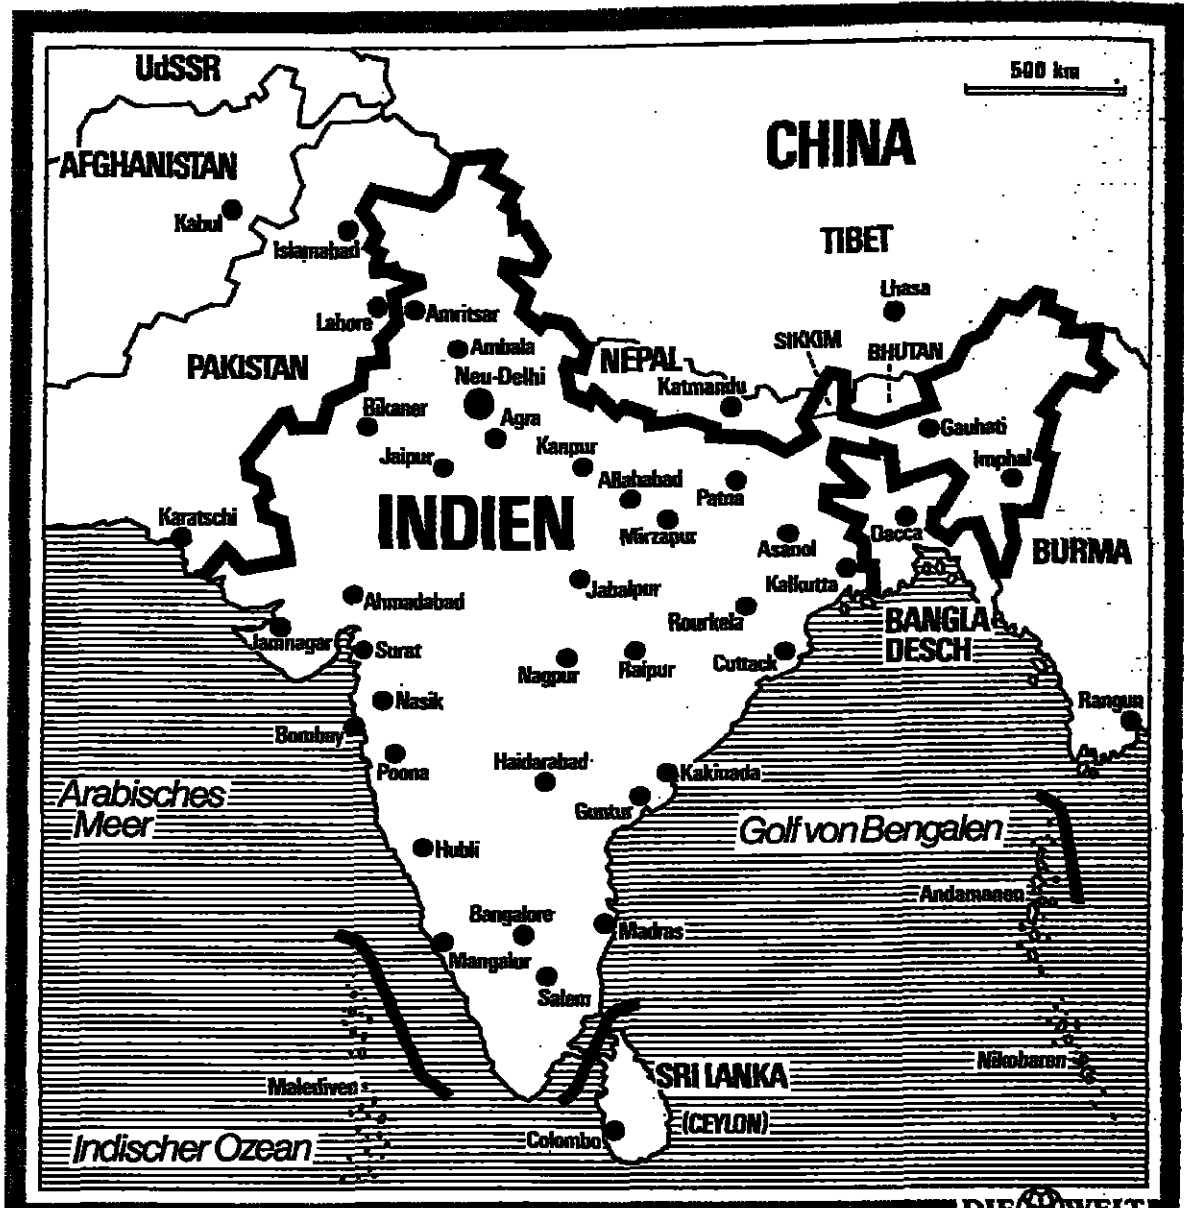 UdSSR
500 km
CHINA
AFGHANISTAN
Kabul
Islamabad
TIBET
Lhasa
Lahore
Amritsar
SIKKIM
BHUTAN
Ambala
NEPAL
PAKISTAN
Neu-Delhi
Katmandu
Bikaner
Agra
Gauhati
Kanpur
Jaipur
Imphal
Allahabad
Patna
INDIEN
Karatschi
Mirzapur
Dacca
Asanol
BURMA
Kalkutta
Jabalpur
Ahmadabad
Rourkela
BANGLA
DESCH
Jamnagar
Surat
Nagpur
Raipur
Cuttack
Nasik
Rangun
Bombay
Poona
Haidarabad
Kakinada
Arabisches
Meer
Guntur
Golf von Bengalen
Hubli
Andamanen
Bangalore
Madras
Mangalur
Salem
Nikobaren
SRI LANKA
Malediven
(CEYLON)
Colombo
Indischer Ozean
DIE WELT